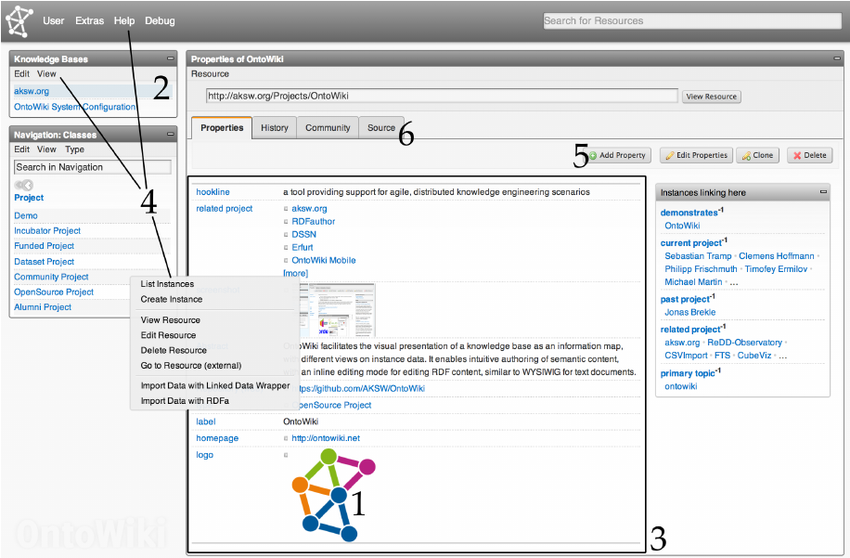 User Extras Help Debug
Search for Resources
Knowledge Bases
Edit View
aksw.org
OntoWiki System Configuration
2
Navigation: Classes
Edit View Type
Search in Navigation
Project
Demo
Incubator Project
Funded Project
Dataset Project
Community Project
OpenSource Project
Alumni Project
4
List Instances
Create Instance
View Resource
Edit Resource
Delete Resource
Go to Resource (external)
Import Data with Linked Data Wrapper
Import Data with RDFa
OntoWiki
Properties of OntoWiki
Resource
http://aksw.org/Projects/OntoWiki
View Resource
Properties History Community Source
6
5
Add Property Edit Properties Clone Delete
hookline a tool providing support for agile, distributed knowledge engineering scenarios
related project aksw.org
RDFauthor
DSSN
Erfurt
OntoWiki Mobile
[more]
OntoWiki facilitates the visual presentation of a knowledge base as an information map,
different views on instance data. It enables intuitive authoring of semantic content,
an inline editing mode for editing RDF content, similar to WYSIWIG for text documents.
ttps://github.com/AKSW/OntoWiki
OpenSource Project
label OntoWiki
homepage http://ontowiki.net
logo
1
3
Instances linking here
demonstrates-1
OntoWiki
current project-1
Sebastian Tramp · Clemens Hoffmann ·
Philipp Frischmuth · Timofey Ermilov ·
Michael Martin · ...
past project-1
Jonas Brekle
related project-1
aksw.org · ReDD-Observatory ·
CSVImport · FTS · CubeViz · ...
primary topic-1
ontowiki